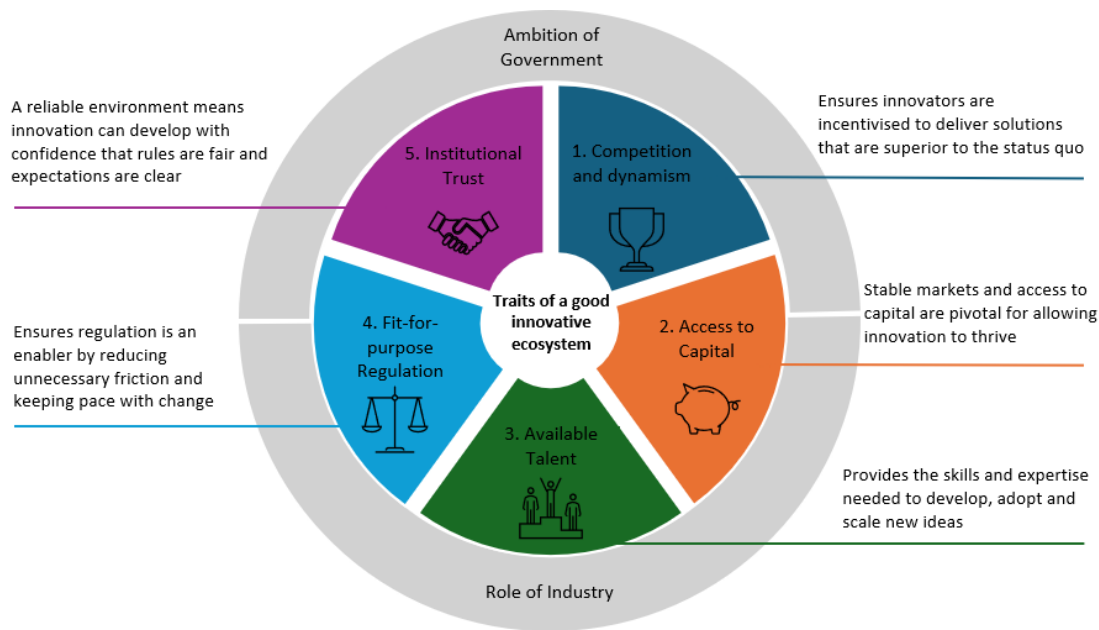 Ambition of
Government
A reliable environment means
innovation can develop with
confidence that rules are fair and
expectations are clear
Ensures innovators are
incentivised to deliver solutions
that are superior to the status quo
5. Institutional
Trust
1. Competition
and dynamism
Traits of a good
innovative
ecosystem
Stable markets and access to
capital are pivotal for allowing
innovation to thrive
Ensures regulation is an
enabler by reducing
unnecessary friction and
keeping pace with change
4. Fit-for-
purpose
Regulation
2. Access to
Capital
3. Available
Talent
Provides the skills and expertise
needed to develop, adopt and
scale new ideas
Role of Industry